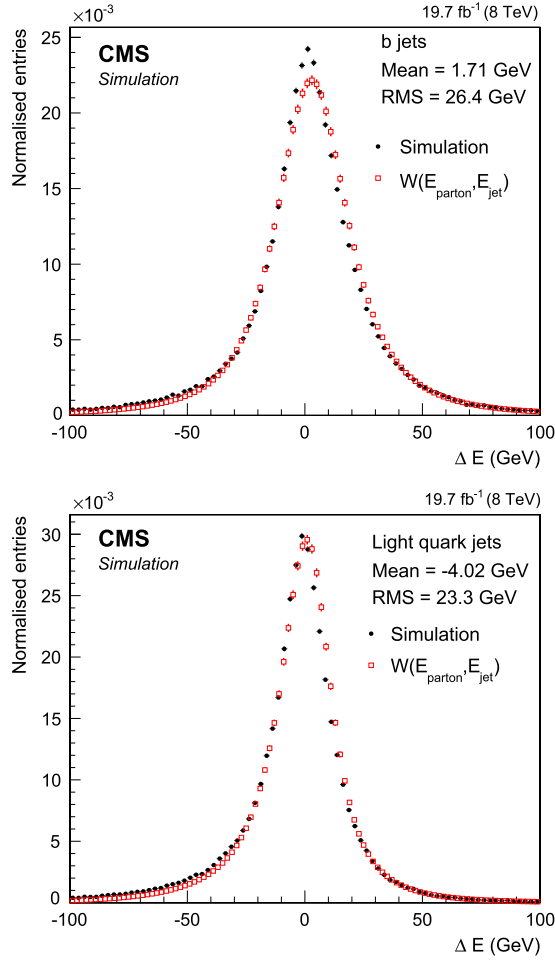 ×10⁻³
19.7 fb⁻¹ (8 TeV)
Normalised entries
25
20
15
10
5
0
CMS
Simulation
b jets
Mean = 1.71 GeV
RMS = 26.4 GeV
Simulation
W(E_parton,E_jet)
-100
-50
0
50
100
Δ E (GeV)
×10⁻³
19.7 fb⁻¹ (8 TeV)
Normalised entries
30
25
20
15
10
5
0
CMS
Simulation
Light quark jets
Mean = -4.02 GeV
RMS = 23.3 GeV
Simulation
W(E_parton,E_jet)
-100
-50
0
50
100
Δ E (GeV)